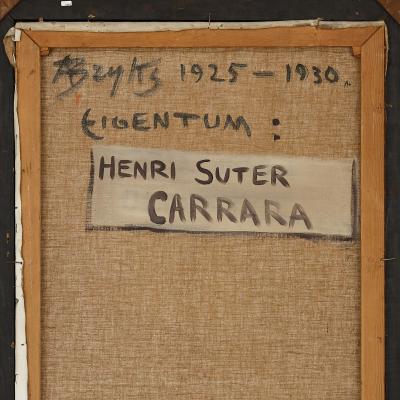 1925 – 1930.
EIGENTUM :
HENRI SUTER
CARRARA